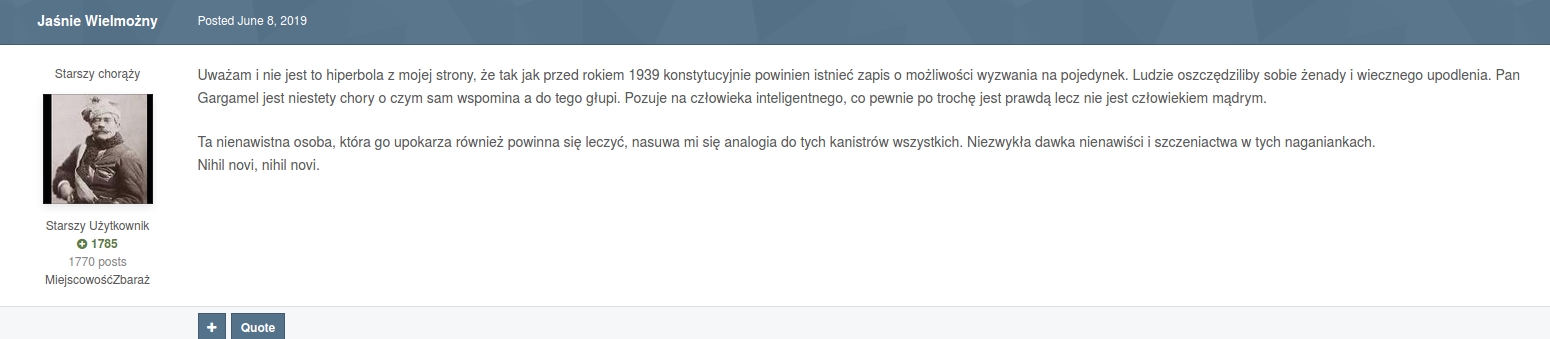 Jaśnie Wielmożny
Posted June 8, 2019
Starszy chorąży
Uważam i nie jest to hiperbola z mojej strony, że tak jak przed rokiem 1939 konstytucyjnie powinien istnieć zapis o możliwości wyzwania na pojedynek. Ludzie oszczędziliby sobie żenady i wiecznego upodlenia. Pan
Gargamel jest niestety chory o czym sam wspomina a do tego głupi. Pozuje na człowieka inteligentnego, co pewnie po trochę jest prawdą lecz nie jest człowiekiem mądrym.
Ta nienawistna osoba, która go upokarza również powinna się leczyć, nasuwa mi się analogia do tych kanistrów wszystkich. Niezwykła dawka nienawiści i szczeniactwa w tych naganiankach.
Nihil novi, nihil novi.
Starszy Użytkownik
1785
1770 posts
MiejscowośćZbaraż
+ Quote